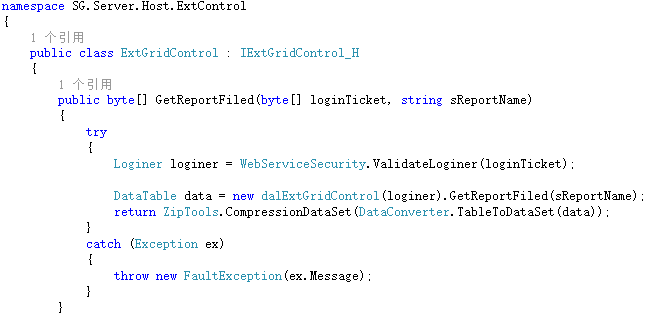 namespace SG.Server.Host.ExtControl
{
1 个引用
public class ExtGridControl : IExtGridControl_H
{
1 个引用
public byte[] GetReportFiled(byte[] loginTicket, string sReportName)
{
try
{
Loginer loginer = WebServiceSecurity.ValidateLoginer(loginTicket);
DataTable data = new dalExtGridControl(loginer).GetReportFiled(sReportName);
return ZipTools.CompressionDataSet(DataConverter.TableToDataSet(data));
}
catch (Exception ex)
{
throw new FaultException(ex.Message);
}
}